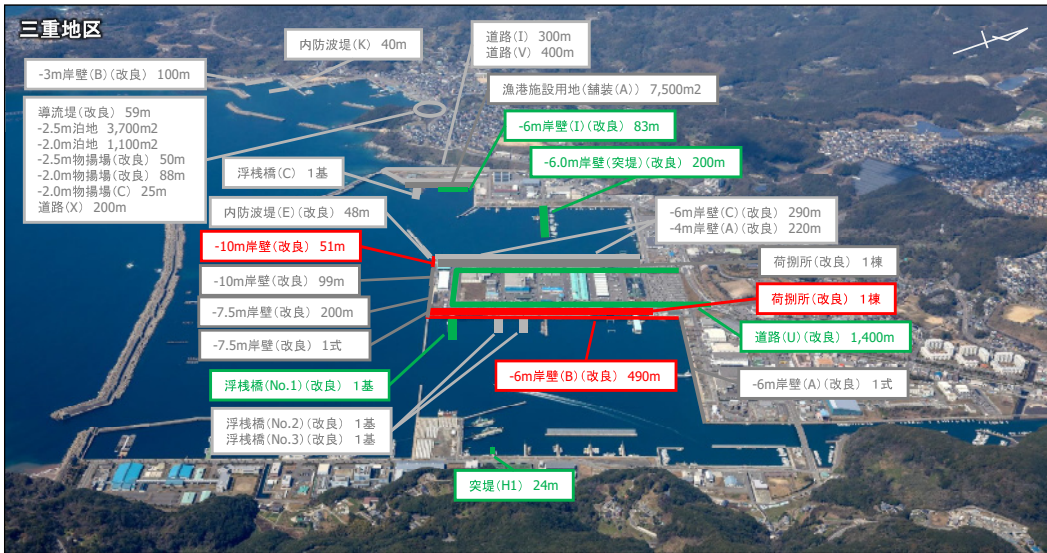 三重地区
内防波堤(K) 40m
道路(I) 300m
道路(V) 400m
-3m岸壁(B)(改良) 100m
漁港施設用地(舗装(A)) 7,500m2
導流堤(改良) 59m
-2.5m泊地 3,700m2
-2.0m泊地 1,100m2
-2.5m物揚場(改良) 50m
-2.0m物揚場(改良) 88m
-2.0m物揚場(C) 25m
道路(X) 200m
-6m岸壁(I)(改良) 83m
-6.0m岸壁(突堤)(改良) 200m
浮桟橋(C) 1基
内防波堤(E)(改良) 48m
-6m岸壁(C)(改良) 290m
-4m岸壁(A)(改良) 220m
-10m岸壁(改良) 51m
荷捌所(改良) 1棟
-10m岸壁(改良) 99m
荷捌所(改良) 1棟
-7.5m岸壁(改良) 200m
道路(U)(改良) 1,400m
-7.5m岸壁(改良) 1式
-6m岸壁(B)(改良) 490m
-6m岸壁(A)(改良) 1式
浮桟橋(No.1)(改良) 1基
浮桟橋(No.2)(改良) 1基
浮桟橋(No.3)(改良) 1基
突堤(H1) 24m